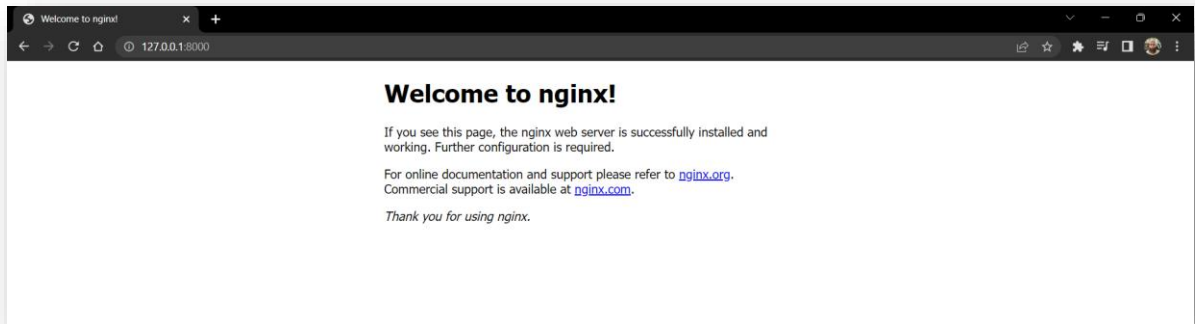 Welcome to nginx!
127.0.0.1:8000
Welcome to nginx!
If you see this page, the nginx web server is successfully installed and
working. Further configuration is required.
For online documentation and support please refer to nginx.org.
Commercial support is available at nginx.com.
Thank you for using nginx.